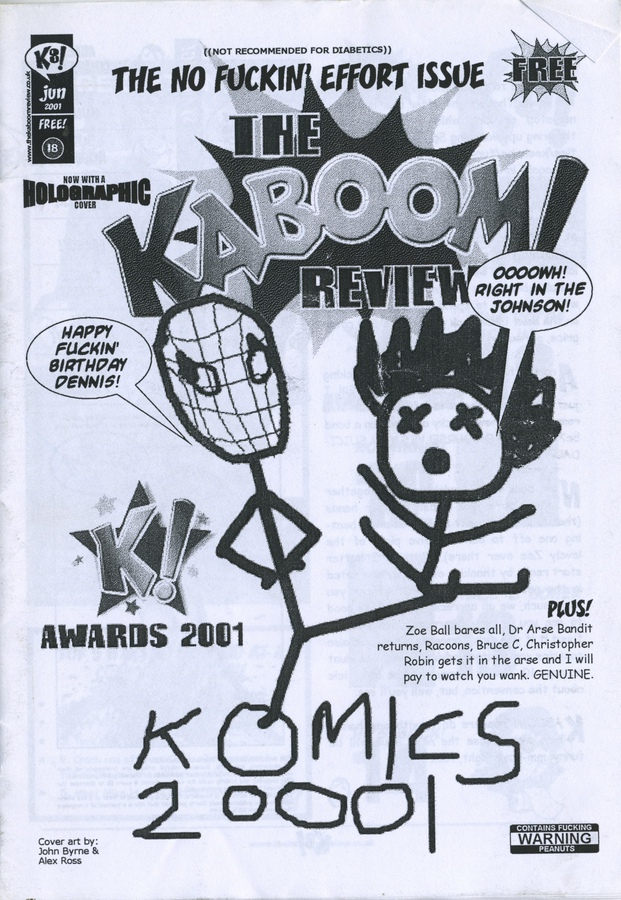 K!
jun
2001
FREE!
18
((NOT RECOMMENDED FOR DIABETICS))
THE NO FUCKIN' EFFORT ISSUE
FREE
NOW WITH A
HOLOGRAPHIC
COVER
THE
KABOOM!
REVIEW
OOOOWH!
RIGHT IN THE
JOHNSON!
HAPPY
FUCKIN'
BIRTHDAY
DENNIS!
K!
AWARDS 2001
PLUS!
Zoe Ball bares all, Dr Arse Bandit
returns, Racoons, Bruce C, Christopher
Robin gets it in the arse and I will
pay to watch you wank. GENUINE.
KOMICS
20001
Cover art by:
John Byrne &
Alex Ross
CONTAINS FUCKING
WARNING
PEANUTS